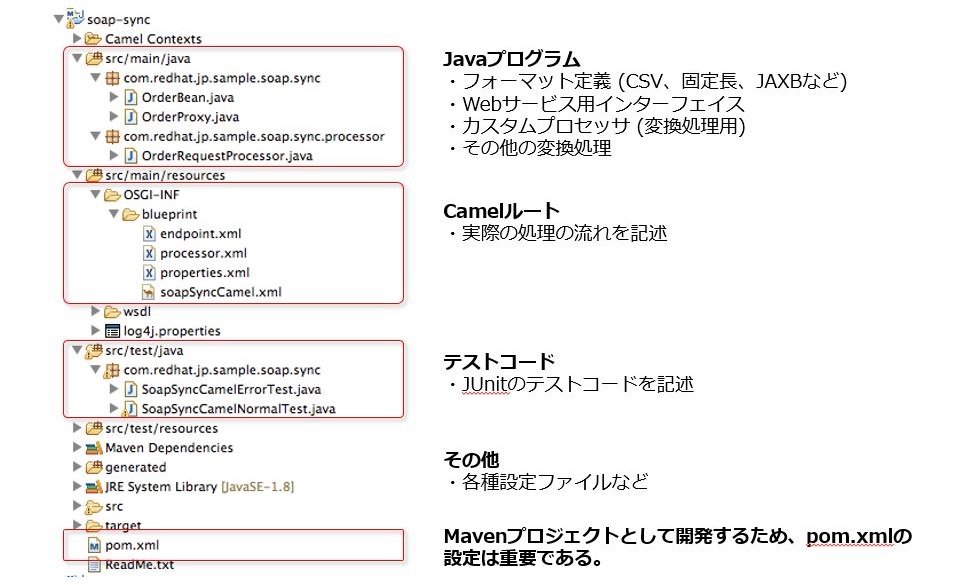 soap-sync
Camel Contexts
src/main/java
com.redhat.jp.sample.soap.sync
OrderBean.java
OrderProxy.java
com.redhat.jp.sample.soap.sync.processor
OrderRequestProcessor.java
src/main/resources
OSGI-INF
blueprint
endpoint.xml
processor.xml
properties.xml
soapSyncCamel.xml
wsdl
log4j.properties
src/test/java
com.redhat.jp.sample.soap.sync
SoapSyncCamelErrorTest.java
SoapSyncCamelNormalTest.java
src/test/resources
Maven Dependencies
generated
JRE System Library [JavaSE-1.8]
src
target
pom.xml
ReadMe.txt
Javaプログラム
・フォーマット定義 (CSV、固定長、JAXBなど)
・Webサービス用インターフェイス
・カスタムプロセッサ (変換処理用)
・その他の変換処理
Camelルート
・実際の処理の流れを記述
テストコード
・JUnitのテストコードを記述
その他
・各種設定ファイルなど
Mavenプロジェクトとして開発するため、pom.xmlの
設定は重要である。